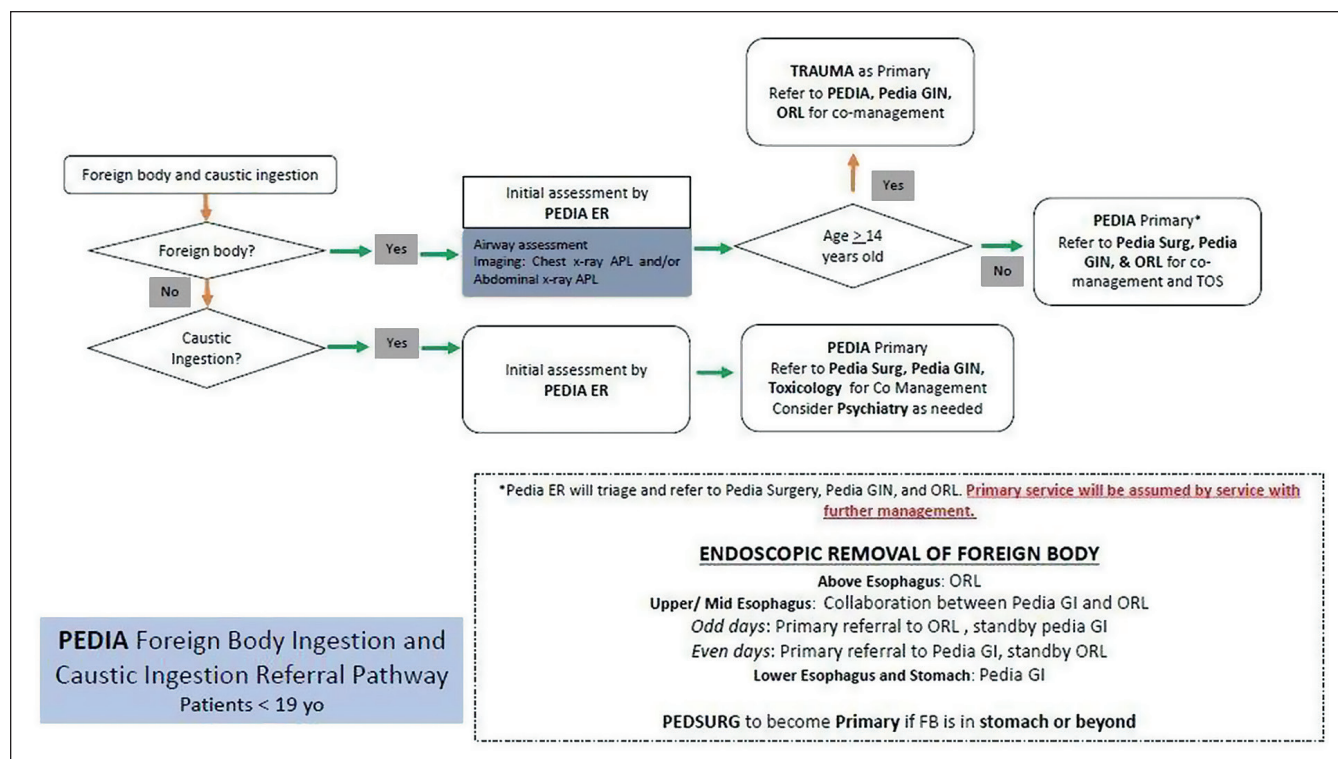 TRAUMA as Primary
Refer to PEDIA, Pedia GIN,
ORL for co-management
Foreign body and caustic ingestion
Yes
Initial assessment by
PEDIA ER
Foreign body?
Yes
Airway assessment
Imaging: Chest x-ray APL and/or
Abdominal x-ray APL
Age ≥ 14
years old
No
PEDIA Primary*
Refer to Pedia Surg, Pedia
GIN, & ORL for co-
management and TOS
No
Caustic
Ingestion?
Yes
Initial assessment by
PEDIA ER
PEDIA Primary
Refer to Pedia Surg, Pedia GIN,
Toxicology for Co Management
Consider Psychiatry as needed
*Pedia ER will triage and refer to Pedia Surgery, Pedia GIN, and ORL. Primary service will be assumed by service with
further management.
ENDOSCOPIC REMOVAL OF FOREIGN BODY
Above Esophagus: ORL
Upper/ Mid Esophagus: Collaboration between Pedia GI and ORL
Odd days: Primary referral to ORL , standby pedia GI
Even days: Primary referral to Pedia GI, standby ORL
Lower Esophagus and Stomach: Pedia GI
PEDSURG to become Primary if FB is in stomach or beyond
PEDIA Foreign Body Ingestion and
Caustic Ingestion Referral Pathway
Patients < 19 yo